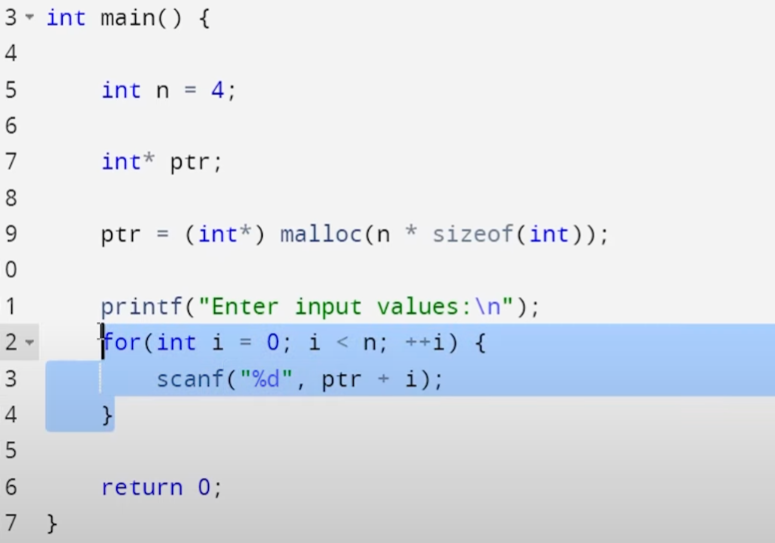 3 int main() {
4
5 int n = 4;
6
7 int* ptr;
8
9 ptr = (int*) malloc(n * sizeof(int));
0
1 printf("Enter input values:\n");
2 for(int i = 0; i < n; ++i) {
3 scanf("%d", ptr + i);
4 }
5
6 return 0;
7 }